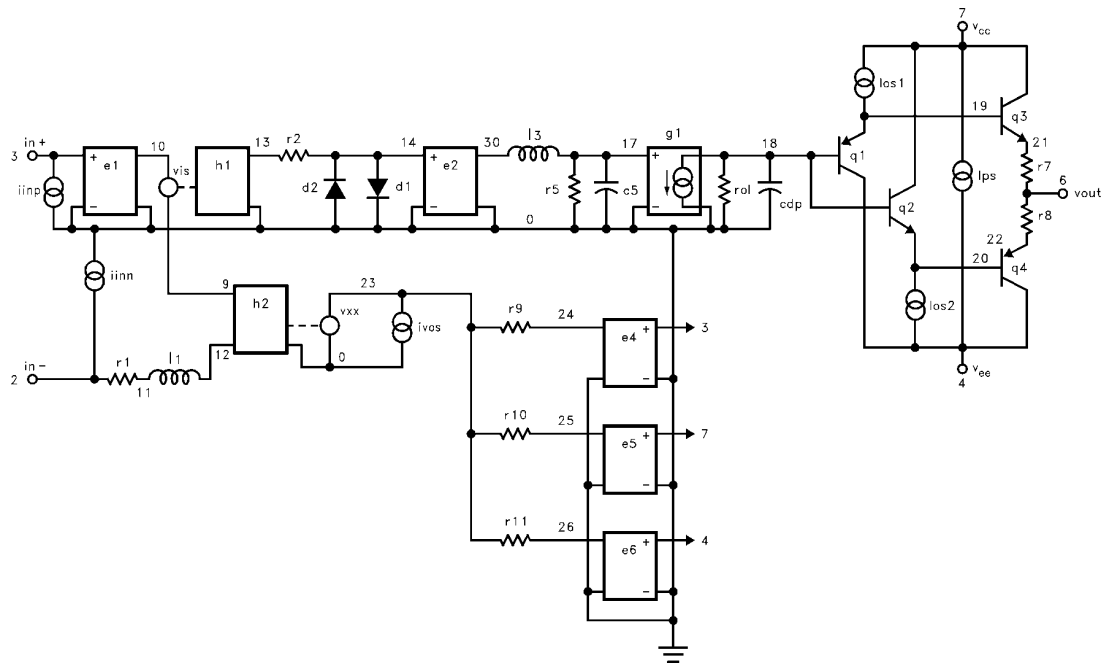 7
vcc
Ios1
19
q3
in+
3
iinp
e1
10
vis
h1
13
r2
d2
d1
14
e2
30
l3
r5
c5
17
g1
18
rol
cdp
q1
q2
Ips
21
r7
6
vout
r8
22
20
q4
Ios2
vee
4
0
iinn
9
h2
12
in-
2
r1
11
l1
23
vxx
ivos
0
r9
24
e4
+
-
3
r10
25
e5
+
-
7
r11
26
e6
+
-
4